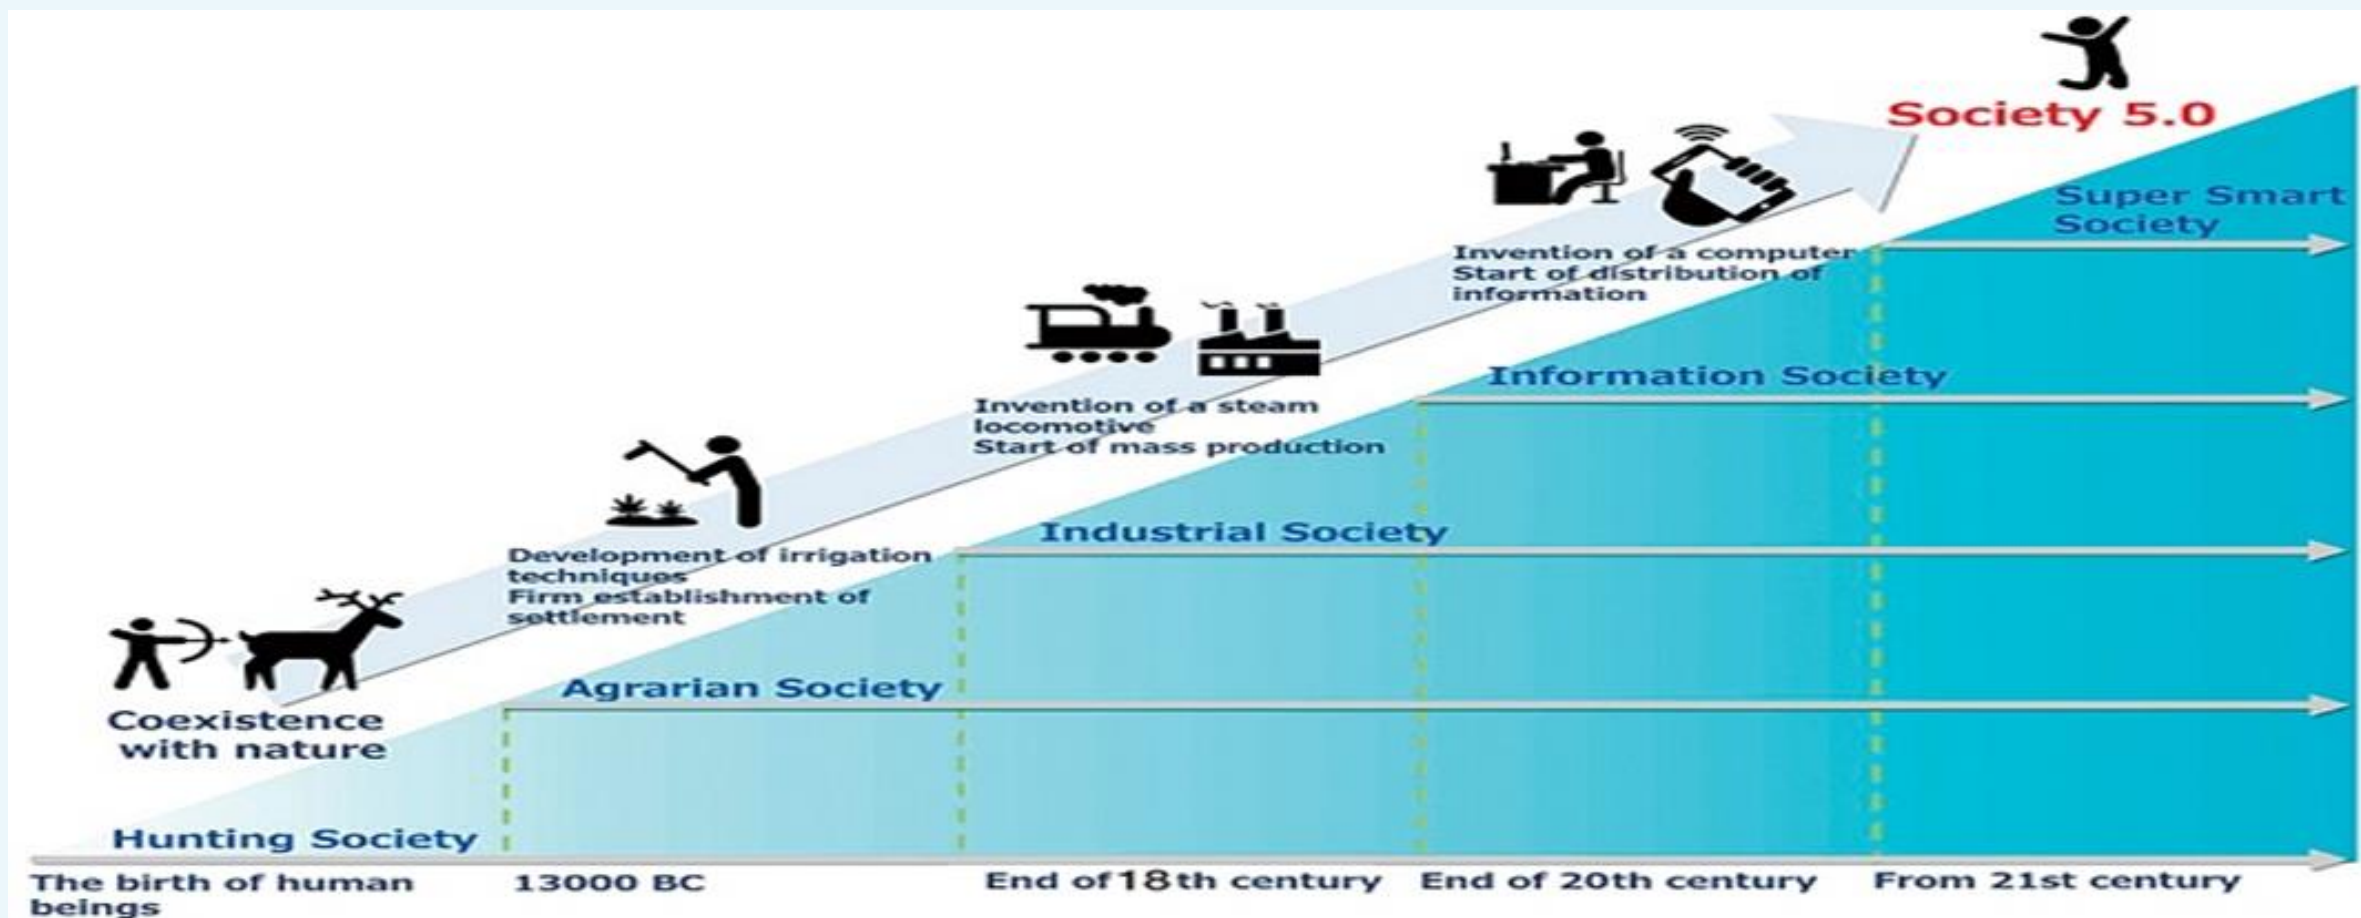 Society 5.0
Super Smart
Society
Invention of a computer
Start of distribution of
information
Information Society
Invention of a steam
locomotive
Start of mass production
Industrial Society
Development of irrigation
techniques
Firm establishment of
settlement
Agrarian Society
Coexistence
with nature
Hunting Society
The birth of human
beings
13000 BC
End of 18th century
End of 20th century
From 21st century